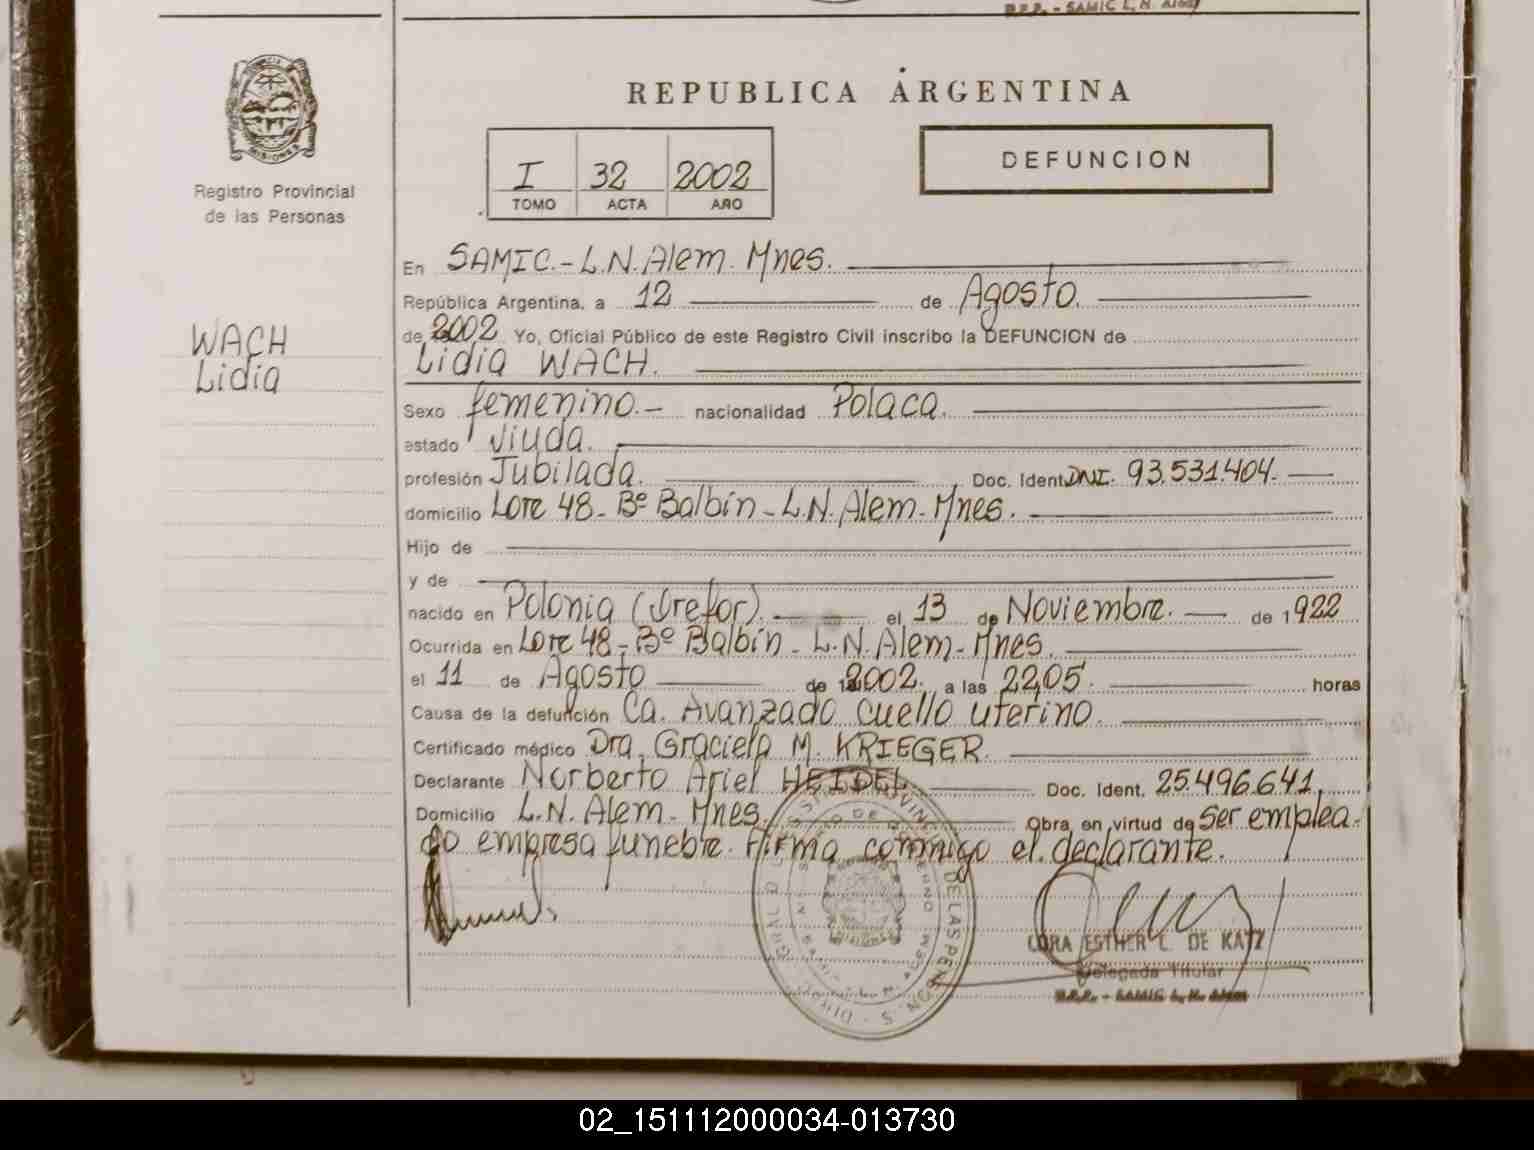 R.P.P. - SAMIC L. N. Alem
REPUBLICA ARGENTINA
MISIONES
Registro Provincial
de las Personas
I 32 2002
TOMO ACTA AÑO
DEFUNCION
En SAMIC.- L.N. Alem. Mnes.
República Argentina, a 12 de Agosto.
de 2002 Yo, Oficial Público de este Registro Civil inscribo la DEFUNCION de
WACH
Lidia
Lidia WACH.
Sexo femenino.- nacionalidad Polaca.
estado viuda.
profesión Jubilada. Doc. Ident. DNI. 93.531.404.
domicilio Lote 48 - Bº Balbín - L.N. Alem - Mnes.
Hijo de
y de
nacido en Polonia ( ). el 13 de Noviembre. de 1922
Ocurrida en Lote 48 - Bº Balbín - L.N. Alem - Mnes.
el 11 de Agosto de 2002. a las 22,05. horas
Causa de la defunción Ca. Avanzado cuello uterino.
Certificado médico Dra. Graciela M. KRIEGER.
Declarante Norberto Ariel HEIDEL Doc. Ident. 25.496.641.
Domicilio L.N. Alem. Mnes. Obra en virtud de ser emplea-
do empresa funebre. Firma conmigo el declarante.
MISIONES
LORA ESTHER L. DE KATZ
Delegada Titular
R.P.P. - SAMIC L. N. Alem
02_151112000034-013730